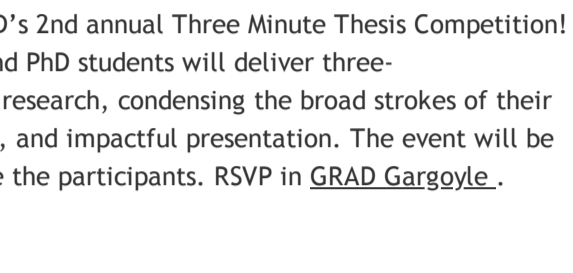 D’s 2nd annual Three Minute Thesis Competition!
nd PhD students will deliver three-
research, condensing the broad strokes of their
, and impactful presentation. The event will be
e the participants. RSVP in GRAD Gargoyle .